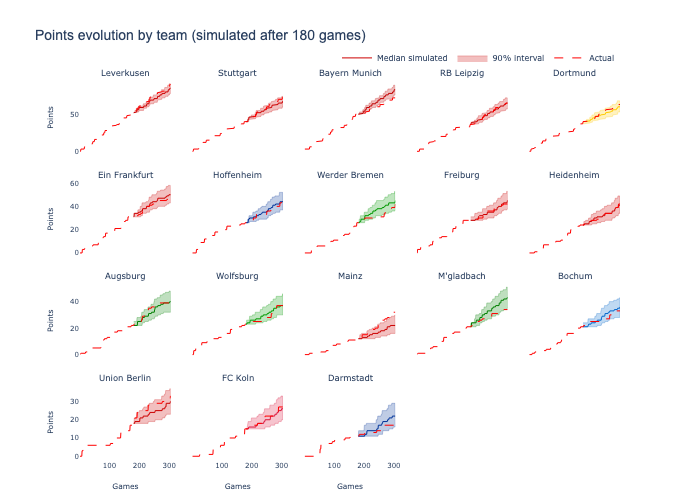 Points evolution by team (simulated after 180 games)
Median simulated 90% interval Actual
Leverkusen Stuttgart Bayern Munich RB Leipzig Dortmund
Points
50
0
Ein Frankfurt Hoffenheim Werder Bremen Freiburg Heidenheim
Points
60
40
20
0
Augsburg Wolfsburg Mainz M'gladbach Bochum
Points
40
20
0
Union Berlin FC Koln Darmstadt
Points
30
20
10
0
100 200 300 100 200 300 100 200 300
Games Games Games